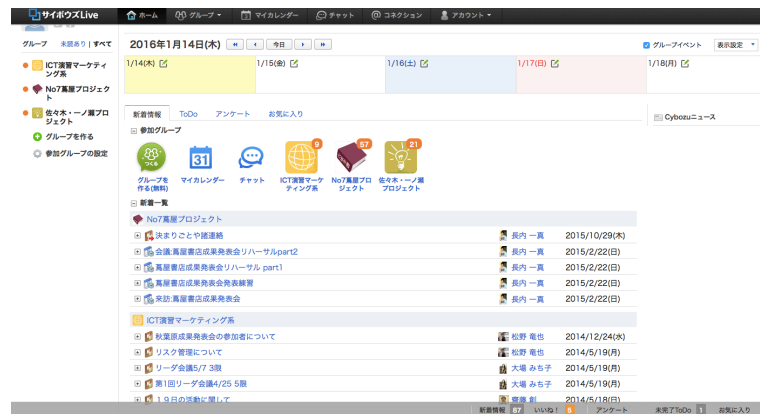 サイボウズLive ホーム グループ マイカレンダー チャット コネクション アカウント
グループ 未読あり | すべて
ICT演習マーケティング系
No7蔦屋プロジェクト
佐々木・一ノ瀬プロジェクト
グループを作る
参加グループの設定
2016年1月14日(木) 今日 グループイベント 表示設定
1/14(木) 1/15(金) 1/16(土) 1/17(日) 1/18(月)
新着情報 ToDo アンケート お気に入り
Cybozuニュース
参加グループ
つくる 31 9 57 21
グループを作る(無料) マイカレンダー チャット ICT演習マーケティング系 No7蔦屋プロジェクト 佐々木・一ノ瀬プロジェクト
新着一覧
No7蔦屋プロジェクト
決まりごとや諸連絡 長内 一真 2015/10/29(木)
会議:蔦屋書店成果発表会リハーサルpart2 長内 一真 2015/2/22(日)
蔦屋書店成果発表会リハーサル part1 長内 一真 2015/2/22(日)
蔦屋書店成果発表会発表練習 長内 一真 2015/2/22(日)
来訪:蔦屋書店成果発表会 長内 一真 2015/2/22(日)
ICT演習マーケティング系
秋葉原成果発表会の参加者について 松野 竜也 2014/12/24(水)
リスク管理について 松野 竜也 2014/5/19(月)
リーダ会議5/7 3限 大場 みち子 2014/5/19(月)
第1回リーダ会議4/25 5限 大場 みち子 2014/5/19(月)
19日の活動に関して 齊藤 創 2014/5/18(日)
新着情報 87 いいね! 5 アンケート 未完了ToDo 1 お気に入り